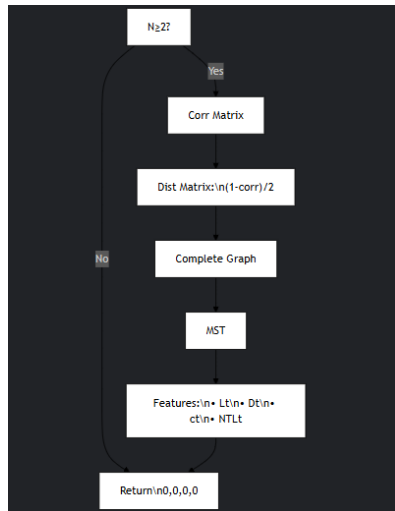 N≥2?
Yes
Corr Matrix
Dist Matrix:\n(1-corr)/2
Complete Graph
No
MST
Features:\n• Lt\n• Dt\n•
ct\n• NTLt
Return\n0,0,0,0